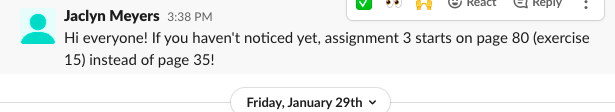 Jaclyn Meyers 3:38 PM React Reply
Hi everyone! If you haven't noticed yet, assignment 3 starts on page 80 (exercise
15) instead of page 35!
Friday, January 29th